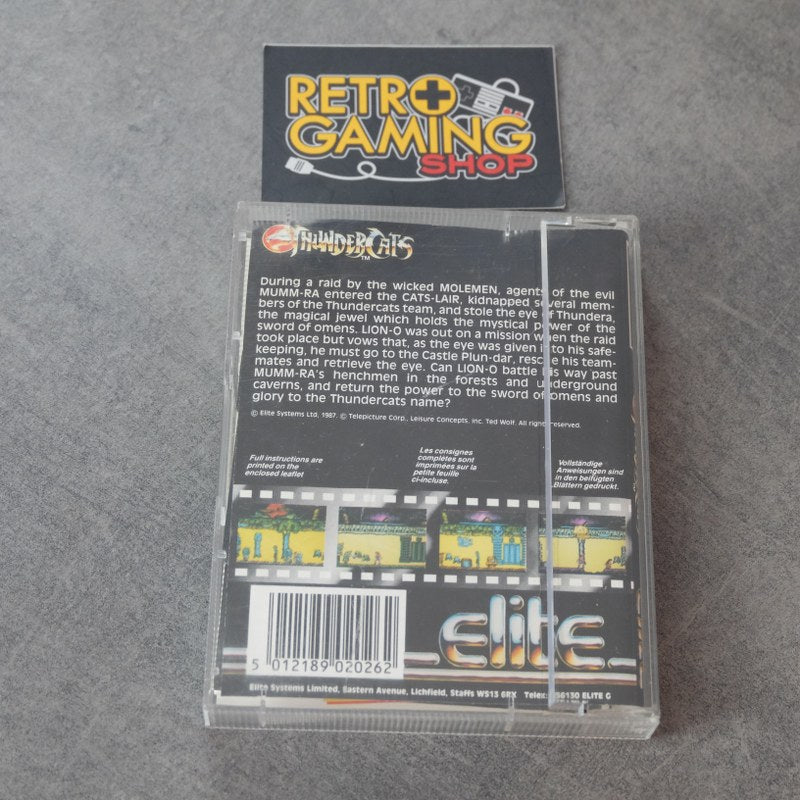 RETRO
GAMING
SHOP
THUNDERCATS
TM
During a raid by the wicked MOLEMEN, agents of the evil
MUMM-RA entered the CATS-LAIR, kidnapped several mem-
bers of the Thundercats team, and stole the eye of Thundera,
the magical jewel which holds the mystical power of the
sword of omens. LION-O was out on a mission when the raid
took place but vows that, as the eye was given into his safe-
keeping, he must go to the Castle Plun-dar, rescue his team-
mates and retrieve the eye. Can LION-O battle his way past
MUMM-RA's henchmen in the forests and underground
caverns, and return the power to the sword of omens and
glory to the Thundercats name?
© Elite Systems Ltd, 1987. © Telepicture Corp., Leisure Concepts, Inc. Ted Wolf. All rights reserved.
Full instructions are
printed on the
enclosed leaflet
Les consignes
complètes sont
imprimées sur la
petite feuille
ci-incluse.
Vollständige
Anweisungen sind
in den beifugten
Blättern gedruckt.
elite
5 012189 020262
Elite Systems Limited, Eastern Avenue, Lichfield, Staffs WS13 6RX Telex: 336130 ELITE G